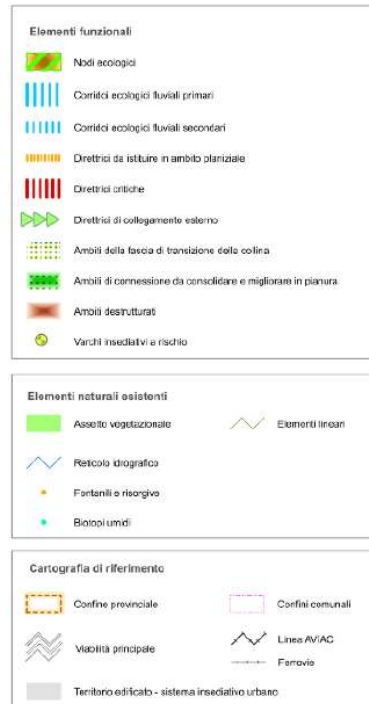 Elementi funzionali
Nodi ecologici
Corridoi ecologici fluviali primari
Corridoi ecologici fluviali secondari
Direttrici da istituire in ambito planiziale
Direttrici critiche
Direttrici di collegamento esterno
Ambiti della fascia di transizione della collina
Ambiti di connessione da consolidare e migliorare in pianura
Ambiti destrutturati
Varchi insediativi a rischio
Elementi naturali esistenti
Assetto vegetazionale
Elementi lineari
Reticolo idrografico
Fontanili e risorgive
Biotopi umidi
Cartografia di riferimento
Confine provinciale
Confini comunali
Viabilità principale
Linea AV/AC
Ferrovie
Territorio edificato - sistema insediativo urbano